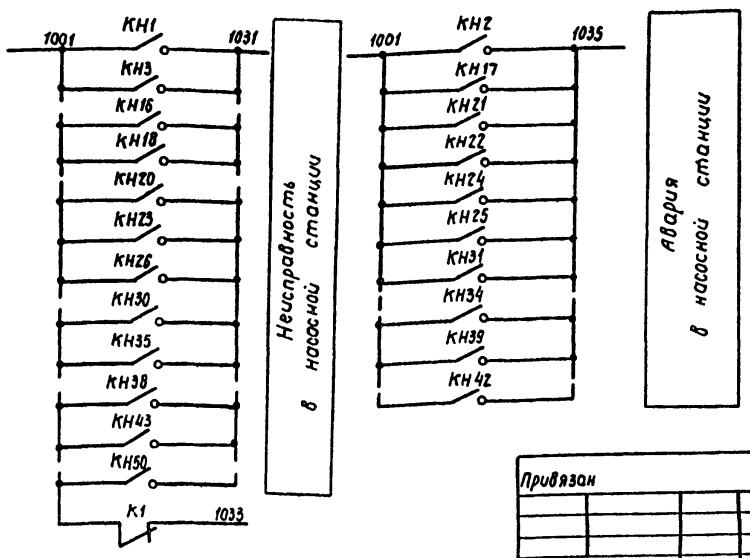 1001 КН1 1031
КН3
КН16
КН18
КН20
КН23
КН26
КН30
КН35
КН38
КН43
КН50
К1 1033
Неисправность
в насосной станции
1001 КН2 1035
КН17
КН21
КН22
КН24
КН25
КН31
КН34
КН39
КН42
Авария
в насосной станции
Привязан